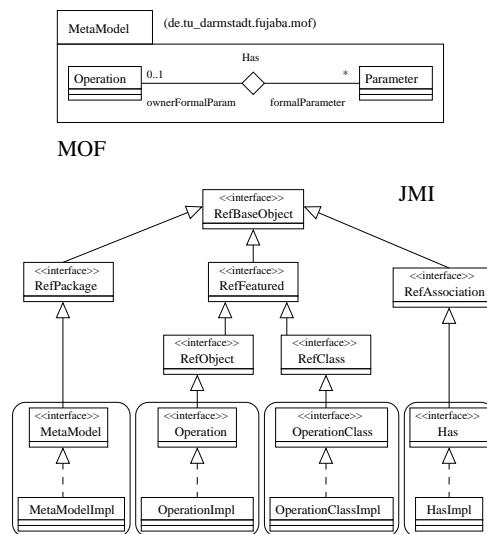 MetaModel (de.tu_darmstadt.fujaba.mof)
Has
Operation 0..1 * Parameter
ownerFormalParam formalParameter
MOF
JMI
<<interface>>
RefBaseObject
<<interface>> <<interface>> <<interface>>
RefPackage RefFeatured RefAssociation
<<interface>> <<interface>>
RefObject RefClass
<<interface>> <<interface>> <<interface>> <<interface>>
MetaModel Operation OperationClass Has
MetaModelImpl OperationImpl OperationClassImpl HasImpl